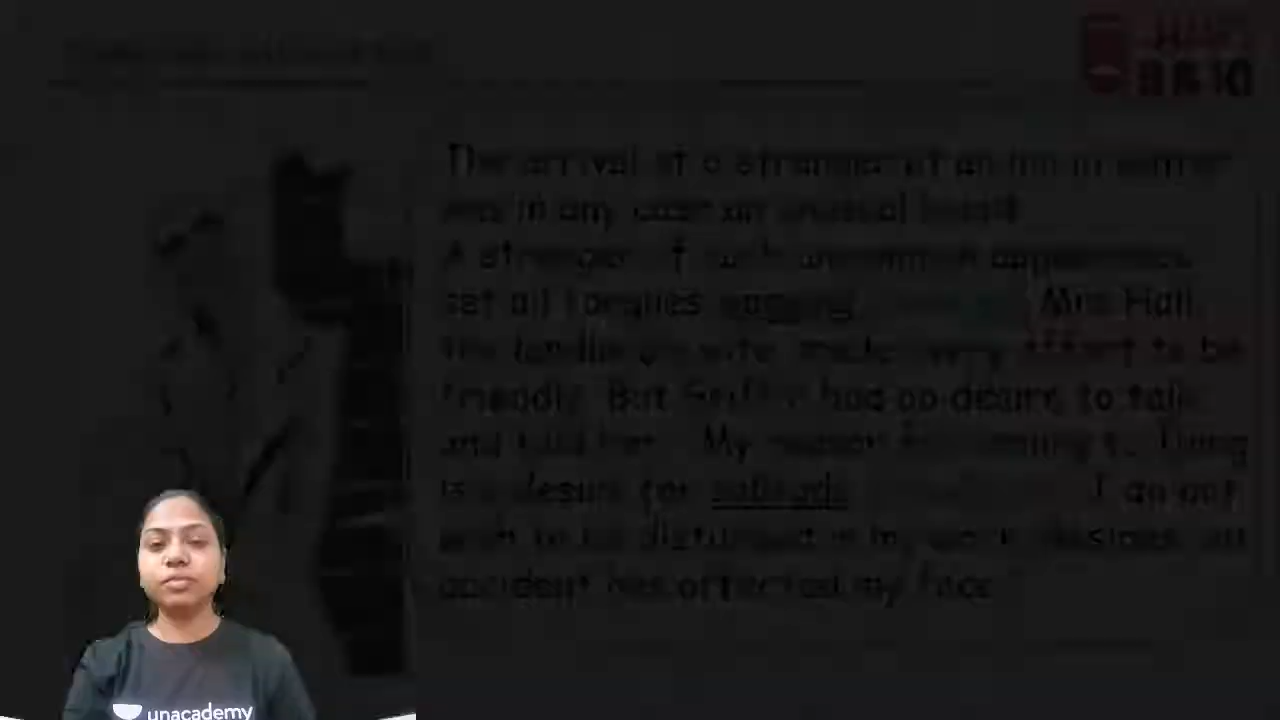 The arrival of a stranger at an inn in winter
was in any case an unusual
A stranger of such uncommon appearance
set all tongues wagging Mrs Hall,
the landlord's wife, made every effort to be
friendly. But Griffin had no desire to talk
and told her, My reason for coming to Iping
is a desire for solitude I do not
wish to be disturbed in my work. Besides, an
accident has affected my face
8 & 10
unacademy